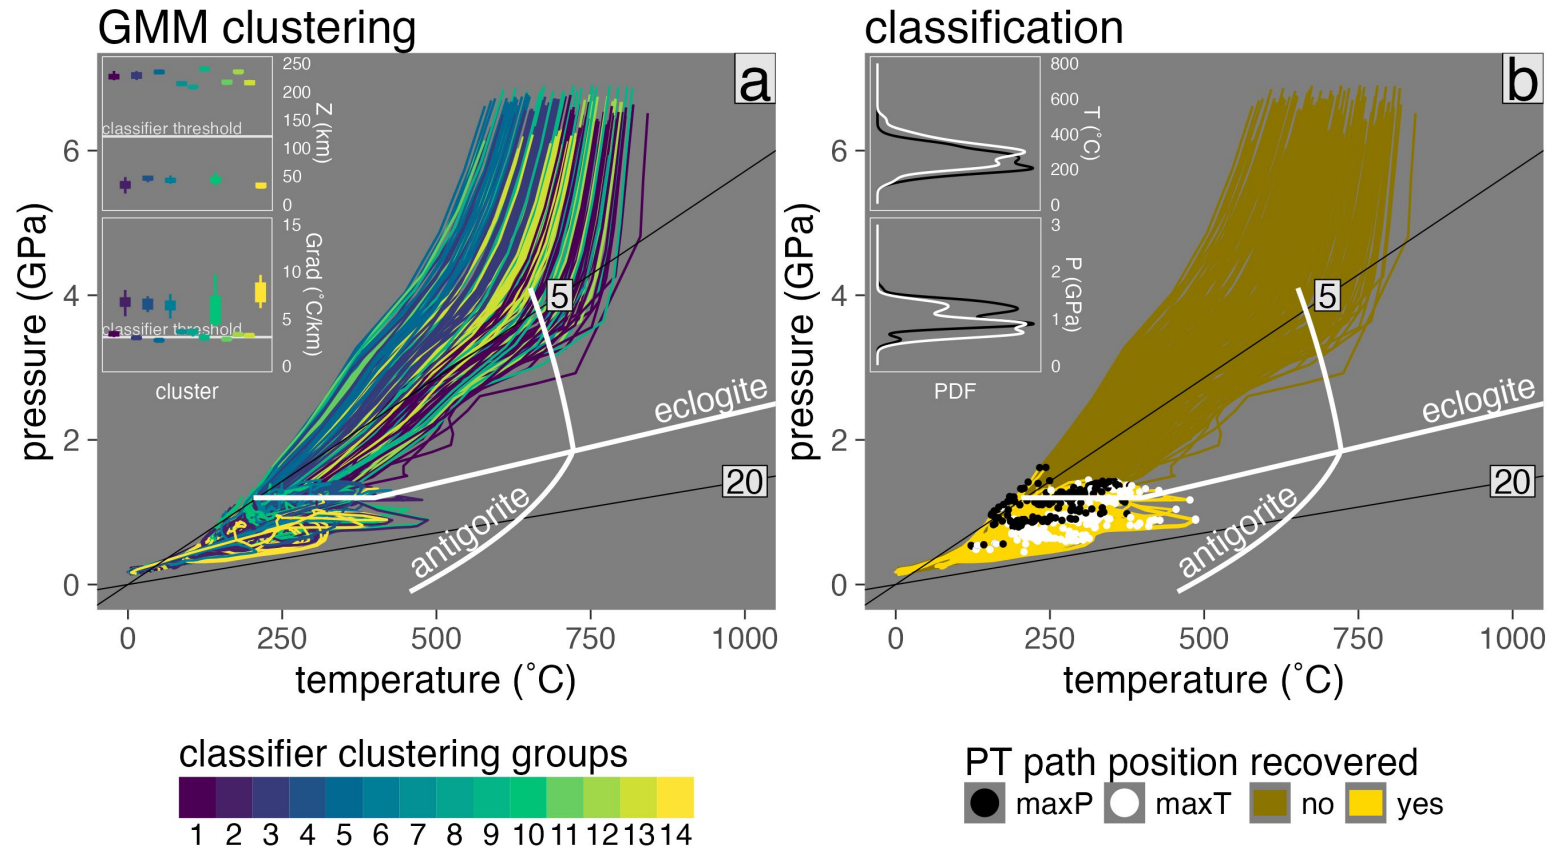 GMM clustering
a
250
200
150
100
50
0
Z (km)
classifier threshold
15
10
5
0
Grad (˚C/km)
classifier threshold
cluster
6
4
2
0
pressure (GPa)
5
eclogite
20
antigorite
0 250 500 750 1000
temperature (˚C)
classification
b
800
600
400
200
0
T (˚C)
3
2
1
0
P (GPa)
PDF
6
4
2
0
pressure (GPa)
5
eclogite
20
antigorite
0 250 500 750 1000
temperature (˚C)
classifier clustering groups
1 2 3 4 5 6 7 8 9 10 11 12 13 14
PT path position recovered
maxP maxT no yes